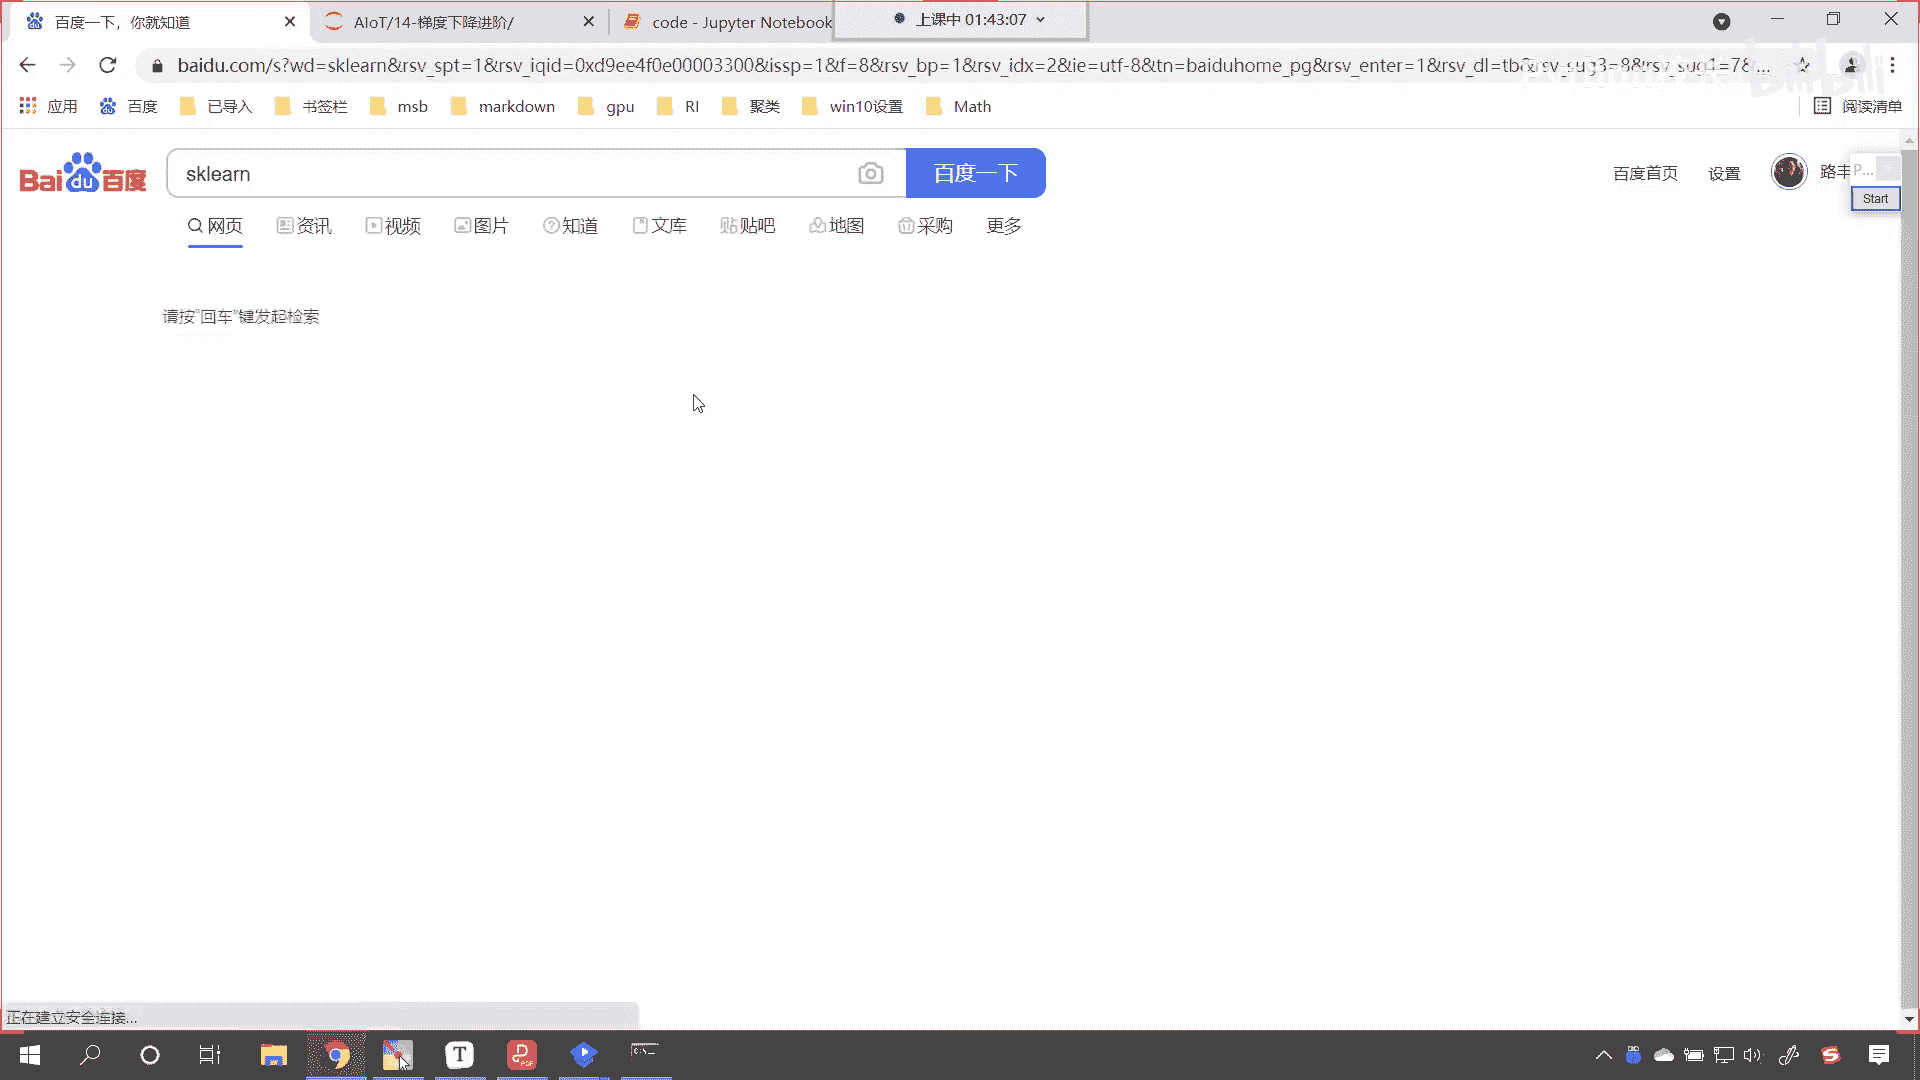 百度一下，你就知道
AIoT/14-梯度下降进阶/
code - Jupyter Notebook
上课中 01:43:07
baidu.com/s?wd=sklearn&rsv_spt=1&rsv_iqid=0xd9ee4f0e00003300&issp=1&f=8&rsv_bp=1&rsv_idx=2&ie=utf-8&tn=baiduhome_pg&rsv_enter=1&rsv_dl=tb&rsv_sug3=8&rsv_sug1=7&...
应用
百度
已导入
书签栏
msb
markdown
gpu
RI
聚类
win10设置
Math
阅读清单
Bai du 百度
sklearn
百度一下
百度首页
设置
路丰
P...
Start
网页
资讯
视频
图片
知道
文库
贴吧
地图
采购
更多
请按"回车"键发起检索
正在建立安全连接...